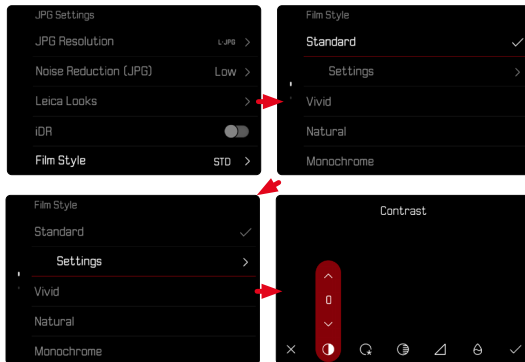 JPG Settings
JPG Resolution L-JPG
Noise Reduction (JPG) Low
Leica Looks
iDR
Film Style STD
Film Style
Standard
Settings
Vivid
Natural
Monochrome
Film Style
Standard
Settings
Vivid
Natural
Monochrome
Contrast
0